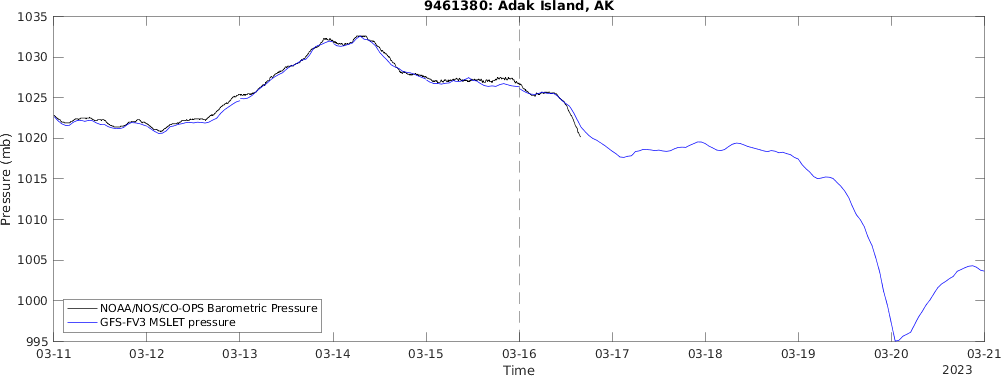 9461380: Adak Island, AK
1035
1030
1025
1020
1015
1010
1005
1000
995
Pressure (mb)
NOAA/NOS/CO-OPS Barometric Pressure
GFS-FV3 MSLET pressure
03-11 03-12 03-13 03-14 03-15 03-16 03-17 03-18 03-19 03-20 03-21
Time
2023